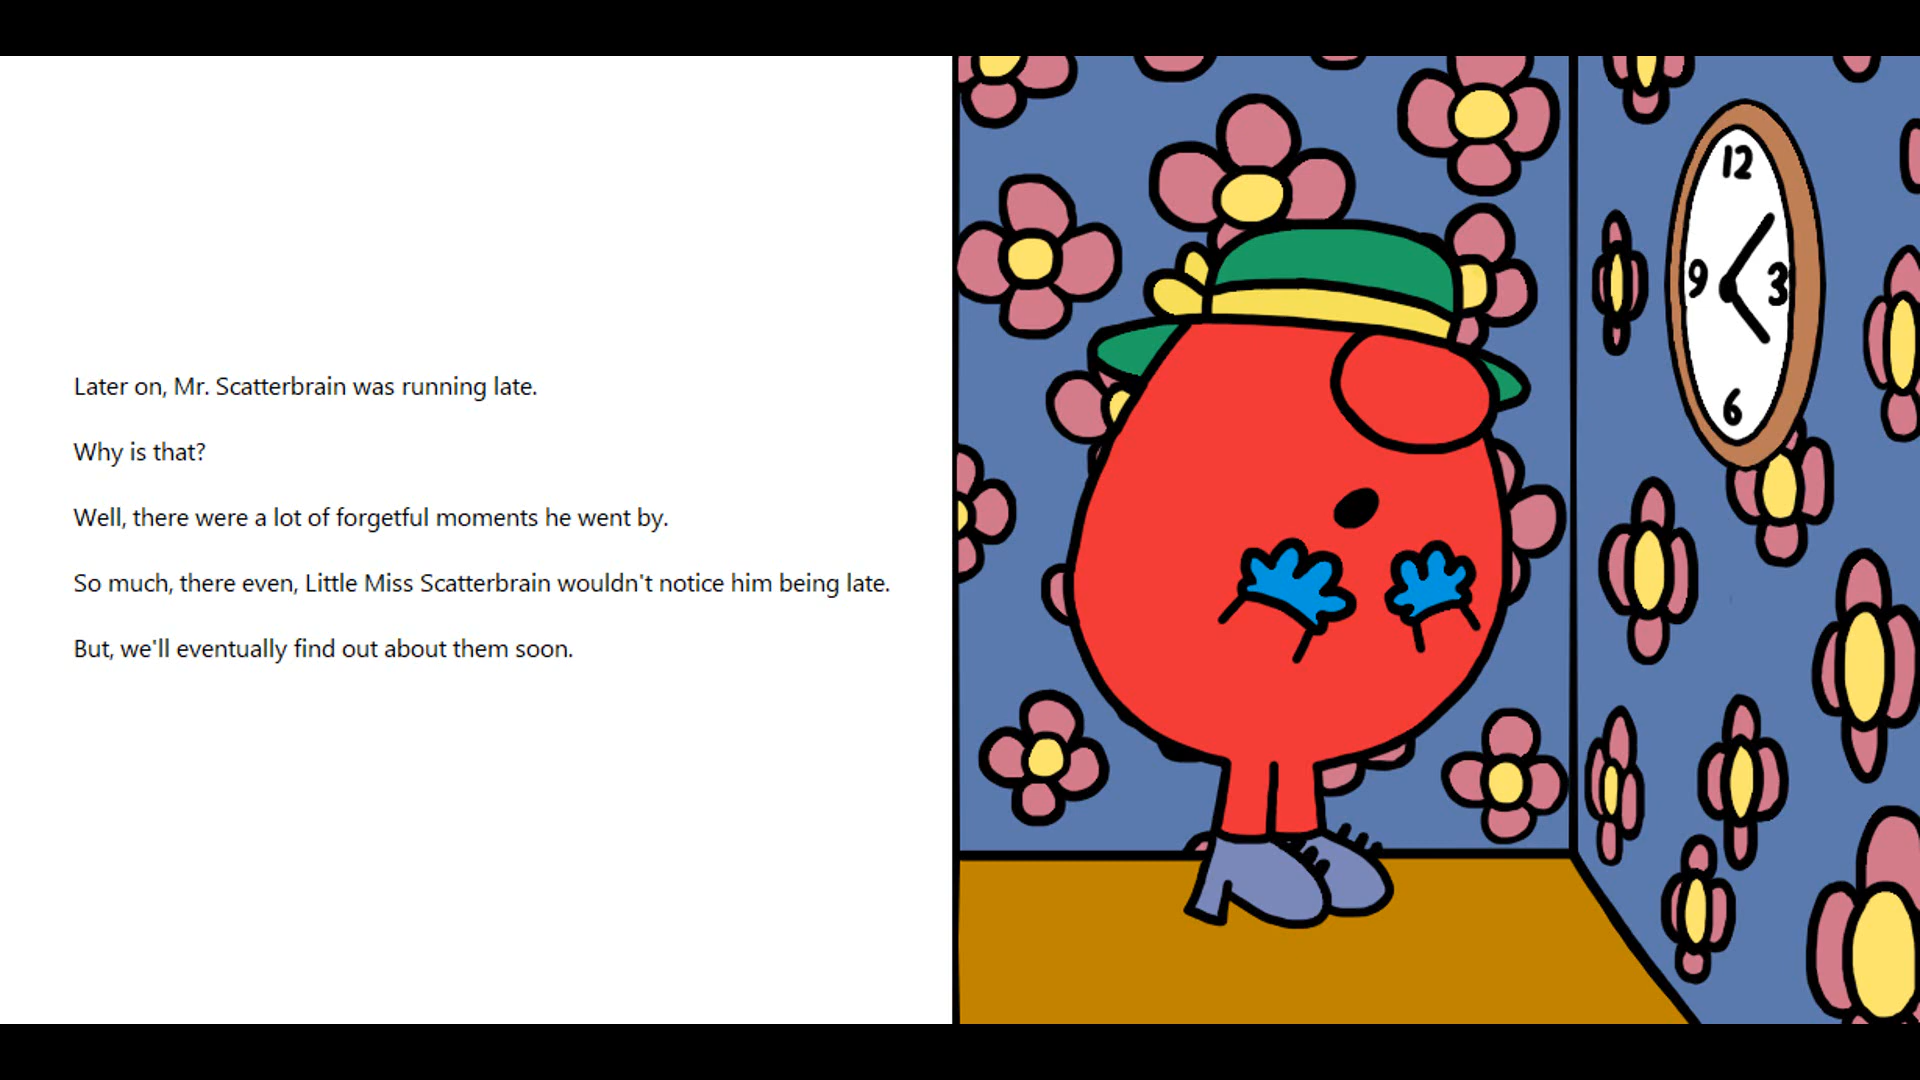 Later on, Mr. Scatterbrain was running late.
Why is that?
Well, there were a lot of forgetful moments he went by.
So much, there even, Little Miss Scatterbrain wouldn't notice him being late.
But, we'll eventually find out about them soon.
12
9 3
6